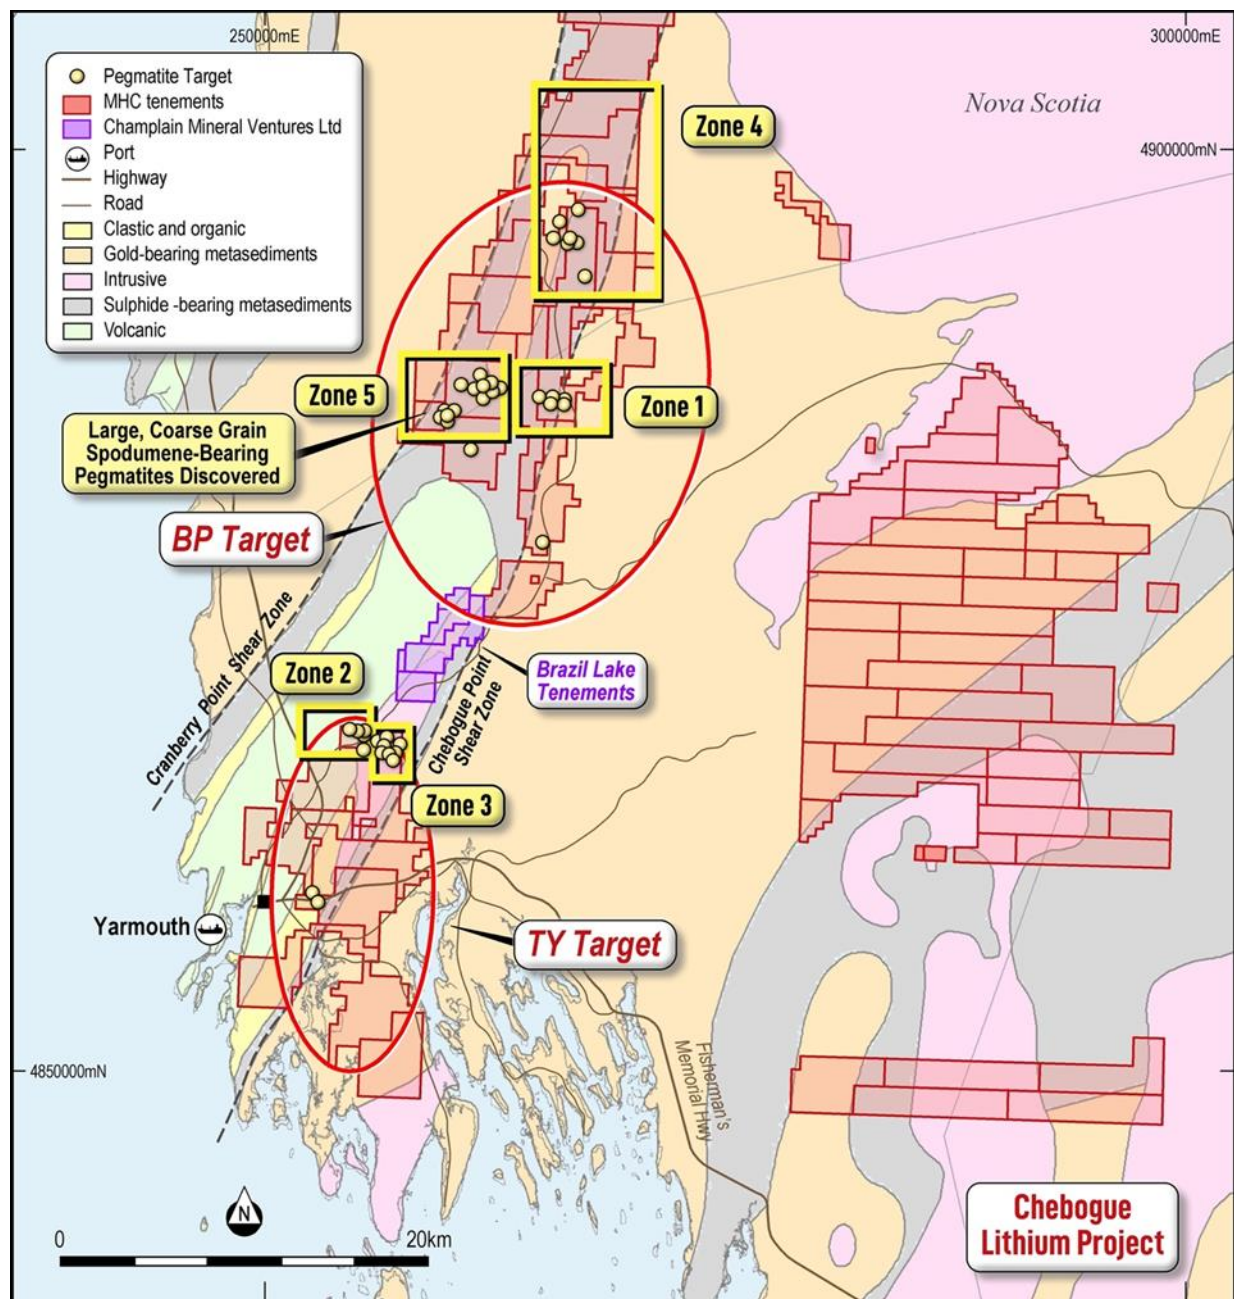 250000mE
300000mE
Pegmatite Target
MHC tenements
Champlain Mineral Ventures Ltd
Port
Highway
Road
Clastic and organic
Gold-bearing metasediments
Intrusive
Sulphide -bearing metasediments
Volcanic
Nova Scotia
4900000mN
Zone 4
Zone 5
Zone 1
Large, Coarse Grain
Spodumene-Bearing
Pegmatites Discovered
BP Target
Cranberry Point Shear Zone
Zone 2
Brazil Lake
Tenements
Chebogue Point
Shear Zone
Zone 3
Yarmouth
TY Target
4850000mN
Fisherman's
Memorial Hwy
N
0
20km
Chebogue
Lithium Project